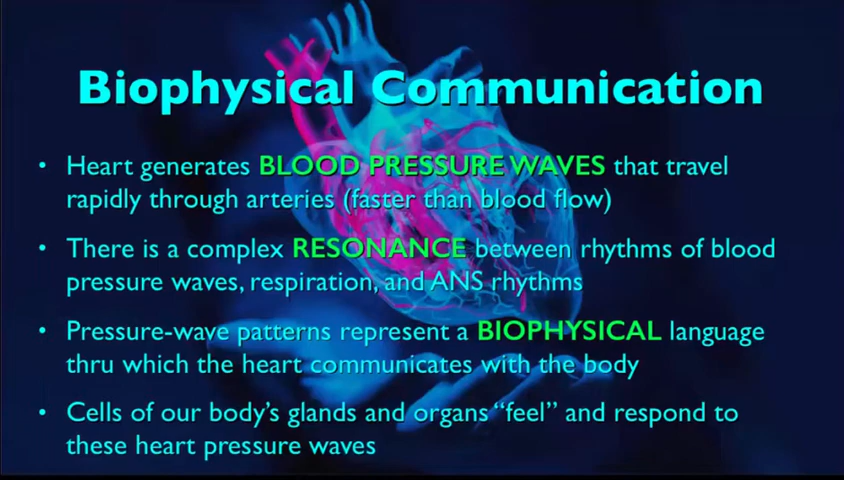 Biophysical Communication
• Heart generates BLOOD PRESSURE WAVES that travel
rapidly through arteries (faster than blood flow)
• There is a complex RESONANCE between rhythms of blood
pressure waves, respiration, and ANS rhythms
• Pressure-wave patterns represent a BIOPHYSICAL language
thru which the heart communicates with the body
• Cells of our body's glands and organs "feel" and respond to
these heart pressure waves